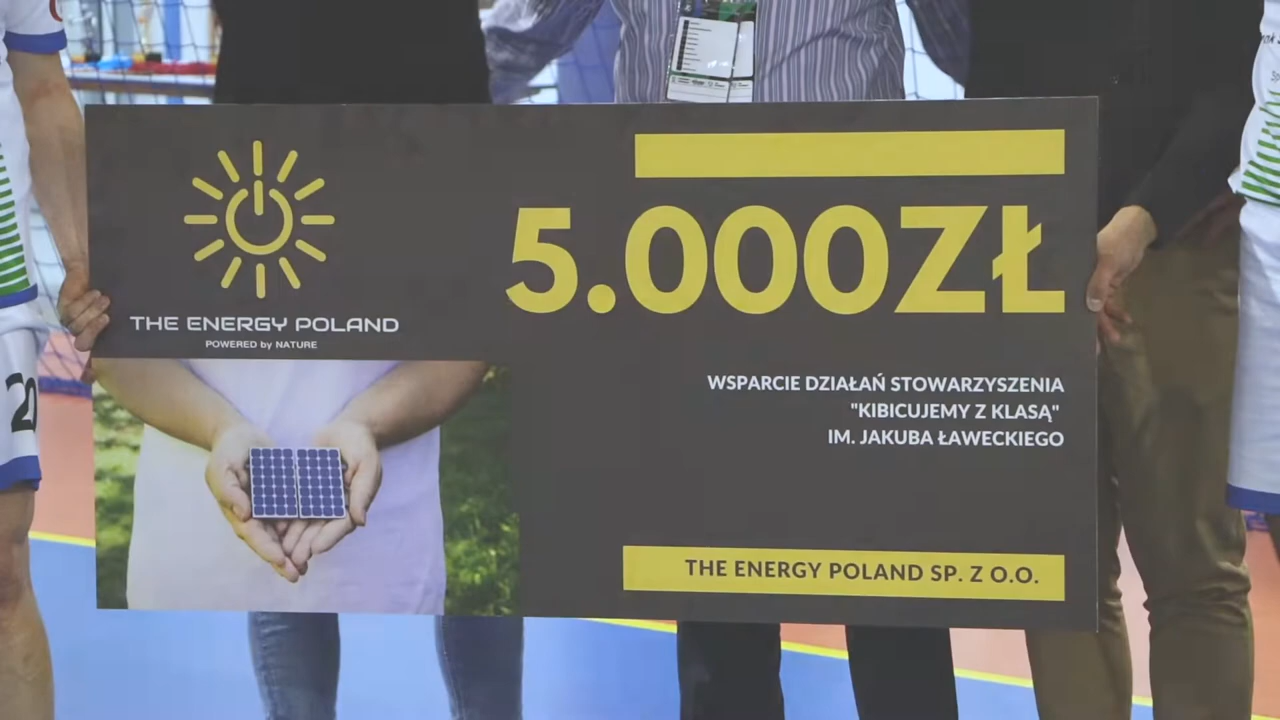 THE ENERGY POLAND
POWERED by NATURE
5.000ZŁ
WSPARCIE DZIAŁAŃ STOWARZYSZENIA
"KIBICUJEMY Z KLASĄ"
IM. JAKUBA ŁAWECKIEGO
THE ENERGY POLAND SP. Z O.O.
20